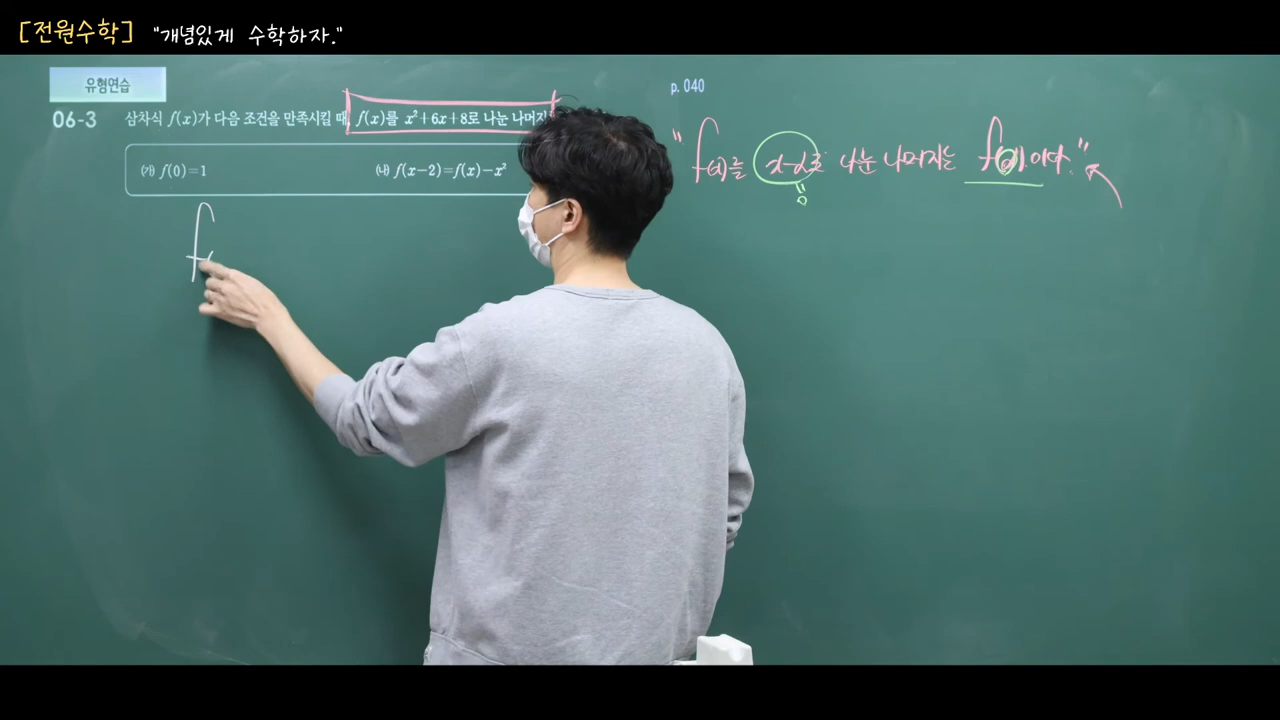 [전원수학] "개념있게 수학하자."
유형연습
p. 040
06-3 삼차식 f(x)가 다음 조건을 만족시킬 때, f(x)를 x²+6x+8로 나눈 나머지
㈎ f(0)=1 ㈏ f(x-2)=f(x)-x²
"f(x)를 x-α로 나눈 나머지는 f(α)이다."
=0
f